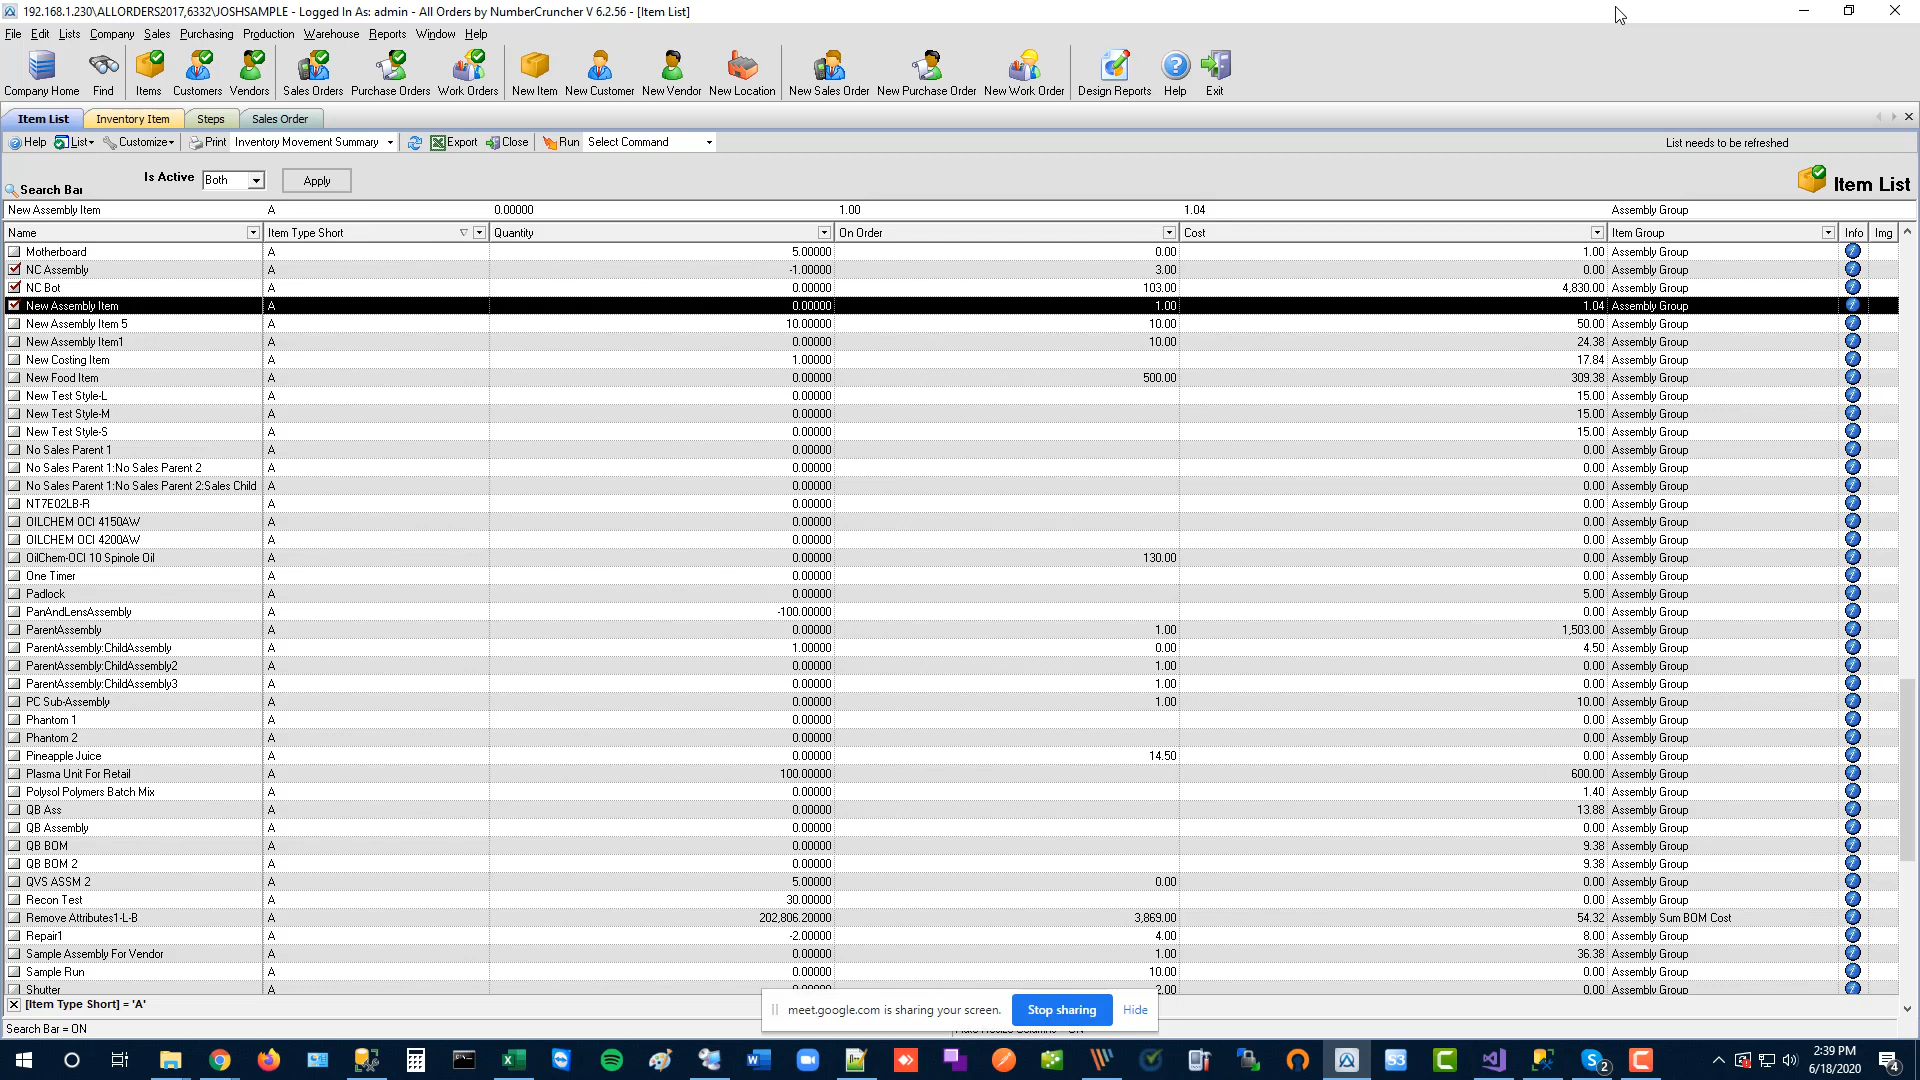 192.168.1.230\ALLORDERS2017,6332/JOSHSAMPLE - Logged In As: admin - All Orders by NumberCruncher V 6.2.56 - [Item List]
File Edit Lists Company Sales Purchasing Production Warehouse Reports Window Help
Company Home Find Items Customers Vendors Sales Orders Purchase Orders Work Orders New Item New Customer New Vendor New Location New Sales Order New Purchase Order New Work Order Design Reports Help Exit
Item List Inventory Item Steps Sales Order
Help List Customize Print Inventory Movement Summary Export Close Run Select Command List needs to be refreshed
Search Bar Is Active Both Apply Item List
New Assembly Item A 0.00000 1.00 1.04 Assembly Group
Name Item Type Short Quantity On Order Cost Item Group Info Img
Motherboard A 5.00000 0.00 1.00 Assembly Group
NC Assembly A -1.00000 3.00 0.00 Assembly Group
NC Bot A 0.00000 103.00 4,830.00 Assembly Group
New Assembly Item A 0.00000 1.00 1.04 Assembly Group
New Assembly Item 5 A 10.00000 10.00 50.00 Assembly Group
New Assembly Item1 A 0.00000 10.00 24.38 Assembly Group
New Costing Item A 1.00000 17.84 Assembly Group
New Food Item A 0.00000 500.00 309.38 Assembly Group
New Test Style-L A 0.00000 15.00 Assembly Group
New Test Style-M A 0.00000 15.00 Assembly Group
New Test Style-S A 0.00000 15.00 Assembly Group
No Sales Parent 1 A 0.00000 0.00 Assembly Group
No Sales Parent 1:No Sales Parent 2 A 0.00000 0.00 Assembly Group
No Sales Parent 1:No Sales Parent 2:Sales Child A 0.00000 0.00 Assembly Group
NT7E02LB-R A 0.00000 0.00 Assembly Group
OILCHEM OCI 4150AW A 0.00000 0.00 Assembly Group
OILCHEM OCI 4200AW A 0.00000 0.00 Assembly Group
OilChem-OCI 10 Spinole Oil A 0.00000 130.00 0.00 Assembly Group
One Timer A 0.00000 0.00 Assembly Group
Padlock A 0.00000 5.00 Assembly Group
PanAndLensAssembly A -100.00000 0.00 Assembly Group
ParentAssembly A 0.00000 1.00 1,503.00 Assembly Group
ParentAssembly:ChildAssembly A 1.00000 0.00 4.50 Assembly Group
ParentAssembly:ChildAssembly2 A 0.00000 1.00 0.00 Assembly Group
ParentAssembly:ChildAssembly3 A 0.00000 1.00 0.00 Assembly Group
PC Sub-Assembly A 0.00000 1.00 10.00 Assembly Group
Phantom 1 A 0.00000 0.00 Assembly Group
Phantom 2 A 0.00000 0.00 Assembly Group
Pineapple Juice A 0.00000 14.50 0.00 Assembly Group
Plasma Unit For Retail A 100.00000 600.00 Assembly Group
Polysol Polymers Batch Mix A 0.00000 1.40 Assembly Group
QB Ass A 0.00000 13.88 Assembly Group
QB Assembly A 0.00000 0.00 Assembly Group
QB BOM A 0.00000 9.38 Assembly Group
QB BOM 2 A 0.00000 9.38 Assembly Group
QVS ASSM 2 A 5.00000 0.00 0.00 Assembly Group
Recon Test A 30.00000 0.00 Assembly Group
Remove Attributes1-L-B A 202,806.20000 3,869.00 54.32 Assembly Sum BOM Cost
Repair1 A -2.00000 4.00 8.00 Assembly Group
Sample Assembly For Vendor A 0.00000 1.00 36.38 Assembly Group
Sample Run A 0.00000 10.00 0.00 Assembly Group
Shutter A 0.00 Assembly Group
[Item Type Short] = 'A'
meet.google.com is sharing your screen. Stop sharing Hide
Search Bar = ON
2:39 PM
6/18/2020